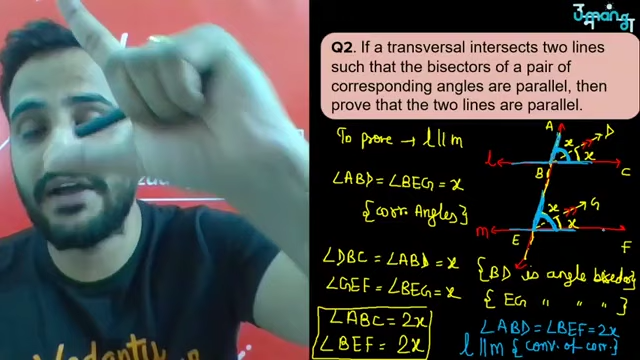 उमंग
Q2. If a transversal intersects two lines
such that the bisectors of a pair of
corresponding angles are parallel, then
prove that the two lines are parallel.
To prove → l || m
∠ABD = ∠BEG = x
{corr. Angles}
∠DBC = ∠ABD = x
∠GEF = ∠BEG = x
∠ABC = 2x
∠BEF = 2x
A
D
x
x
l
B
C
x
G
x
m
E
F
{BD is angle bisector}
{EG " " "}
∠ABD = ∠BEF = 2x
l || m {conv. of corr.}
Vedantu